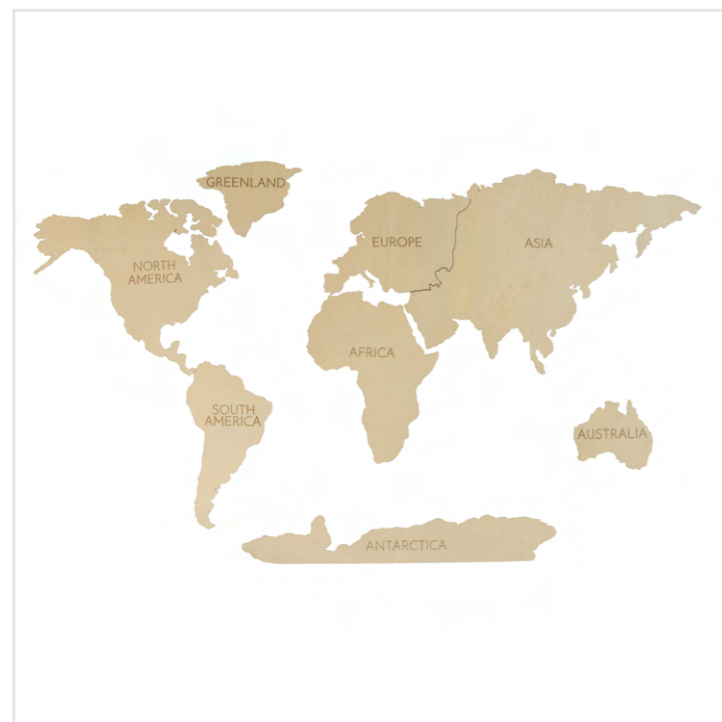 GREENLAND
EUROPE
ASIA
NORTH
AMERICA
AFRICA
SOUTH
AMERICA
AUSTRALIA
ANTARCTICA